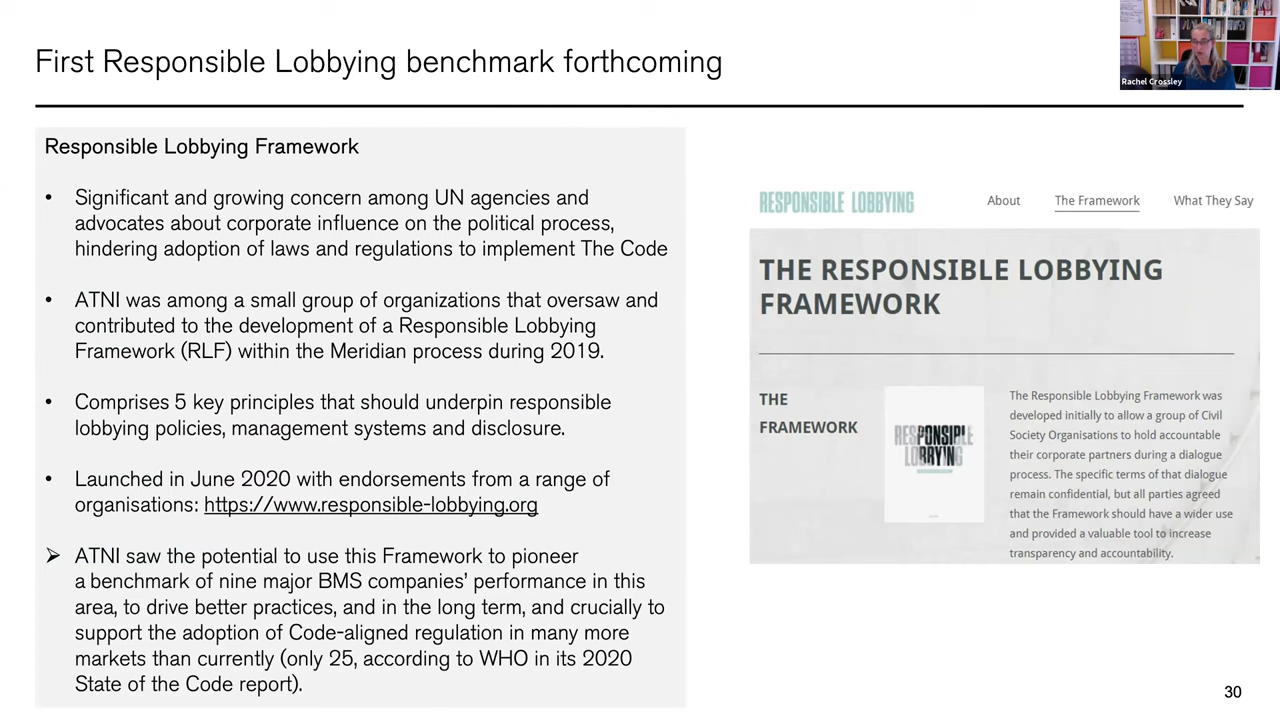 First Responsible Lobbying benchmark forthcoming
Rachel Crossley
Responsible Lobbying Framework
• Significant and growing concern among UN agencies and
advocates about corporate influence on the political process,
hindering adoption of laws and regulations to implement The Code
• ATNI was among a small group of organizations that oversaw and
contributed to the development of a Responsible Lobbying
Framework (RLF) within the Meridian process during 2019.
• Comprises 5 key principles that should underpin responsible
lobbying policies, management systems and disclosure.
• Launched in June 2020 with endorsements from a range of
organisations: https://www.responsible-lobbying.org
➢ ATNI saw the potential to use this Framework to pioneer
a benchmark of nine major BMS companies’ performance in this
area, to drive better practices, and in the long term, and crucially to
support the adoption of Code-aligned regulation in many more
markets than currently (only 25, according to WHO in its 2020
State of the Code report).
RESPONSIBLE LOBBYING
About The Framework What They Say
THE RESPONSIBLE LOBBYING
FRAMEWORK
THE
FRAMEWORK
RESPONSIBLE
LOBBYING
The Responsible Lobbying Framework was
developed initially to allow a group of Civil
Society Organisations to hold accountable
their corporate partners during a dialogue
process. The specific terms of that dialogue
remain confidential, but all parties agreed
that the Framework should have a wider use
and provided a valuable tool to increase
transparency and accountability.
30